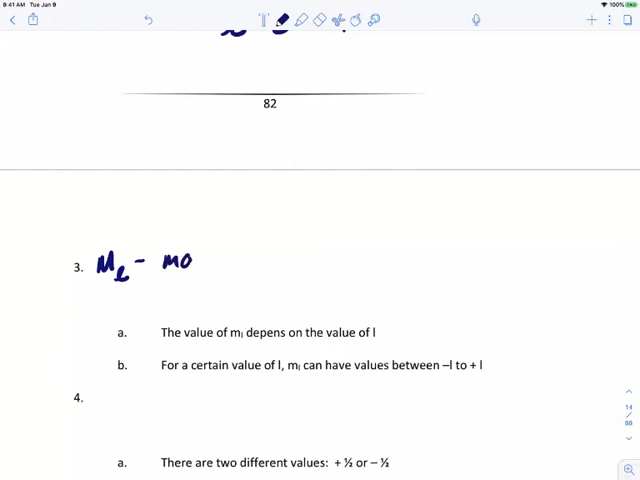 9:41 AM Tue Jan 9
100%
82
3. Mℓ - mo
a. The value of mₗ depens on the value of l
b. For a certain value of l, mₗ can have values between –l to + l
4.
a. There are two different values: + ½ or – ½
14
/
88